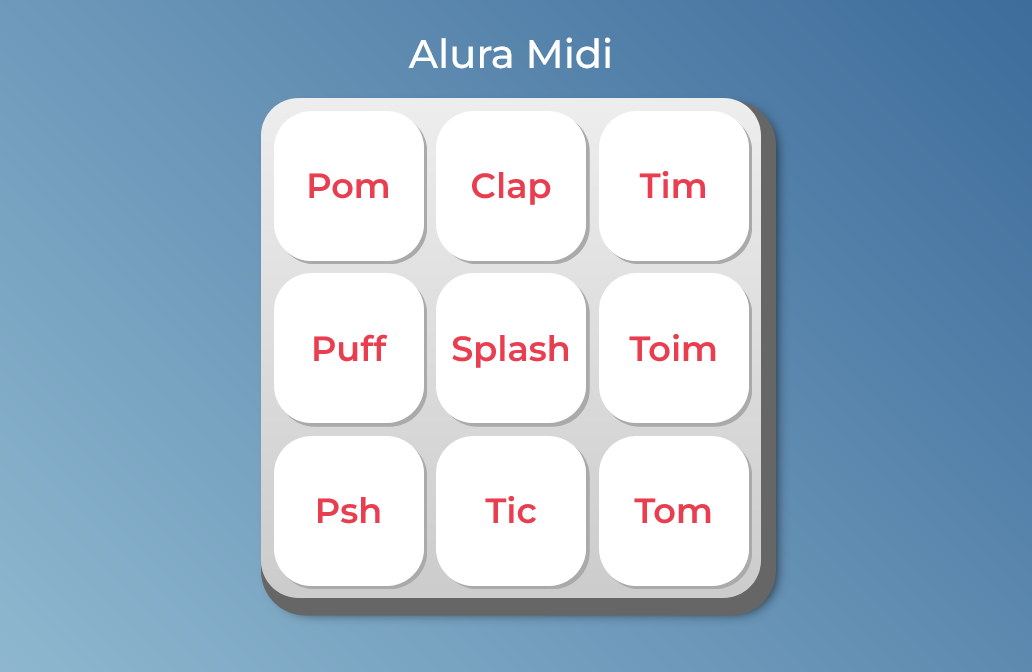 Alura Midi
Pom
Clap
Tim
Puff
Splash
Toim
Psh
Tic
Tom